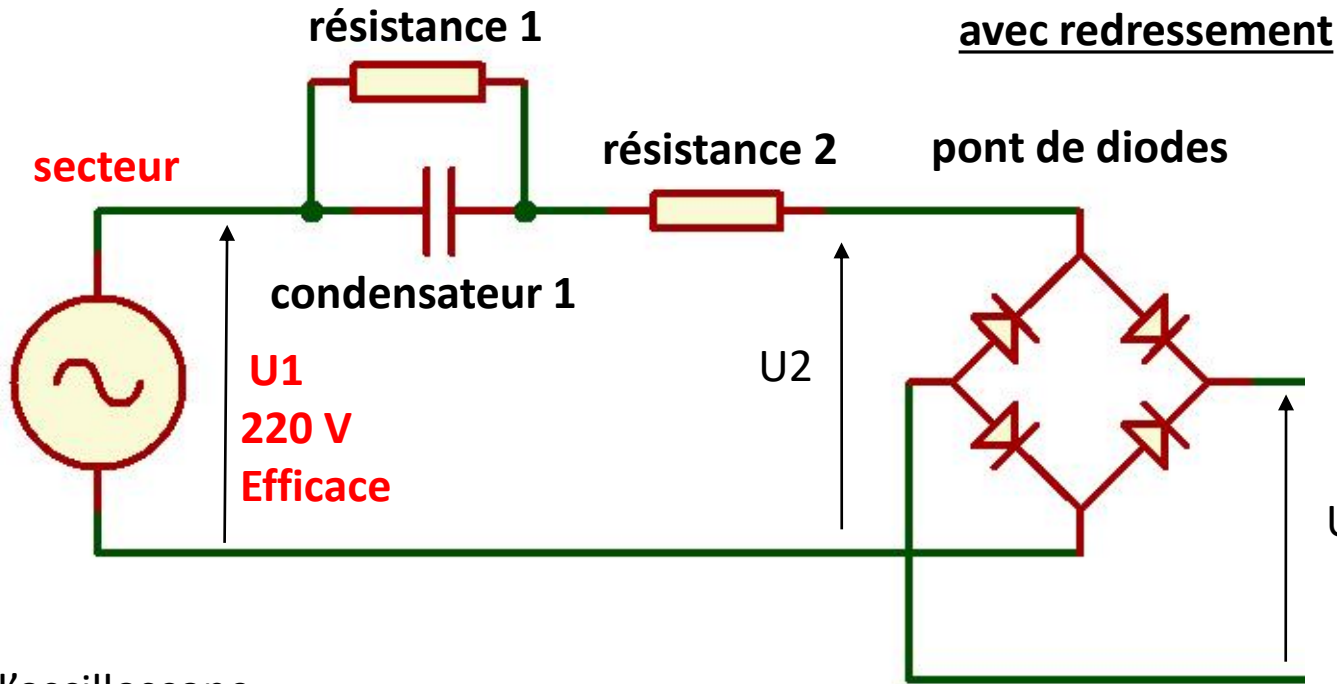 avec redressement
résistance 1
secteur
résistance 2
pont de diodes
condensateur 1
U1
220 V
Efficace
U2